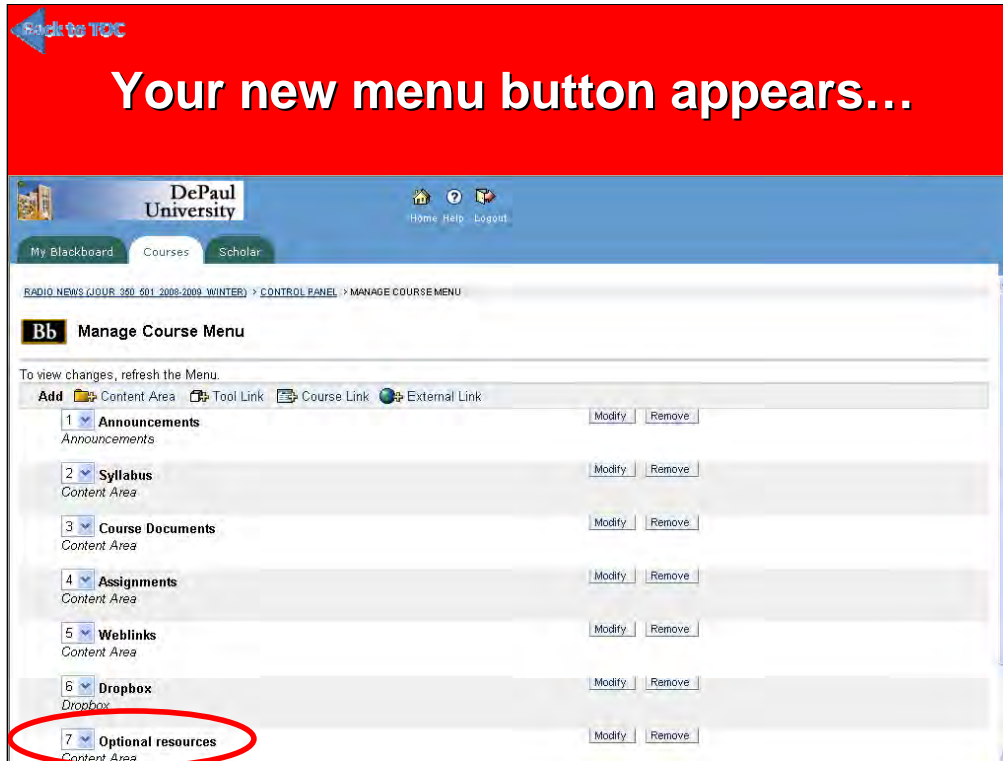 Back to TOC
Your new menu button appears...
DePaul
University
Home Help Logout
My Blackboard Courses Scholar
RADIO NEWS (JOUR 350 501 2008-2009 WINTER) > CONTROL PANEL > MANAGE COURSE MENU
Bb Manage Course Menu
To view changes, refresh the Menu.
Add Content Area Tool Link Course Link External Link
1 Announcements Modify Remove
Announcements
2 Syllabus Modify Remove
Content Area
3 Course Documents Modify Remove
Content Area
4 Assignments Modify Remove
Content Area
5 Weblinks Modify Remove
Content Area
6 Dropbox Modify Remove
Dropbox
7 Optional resources Modify Remove
Content Area